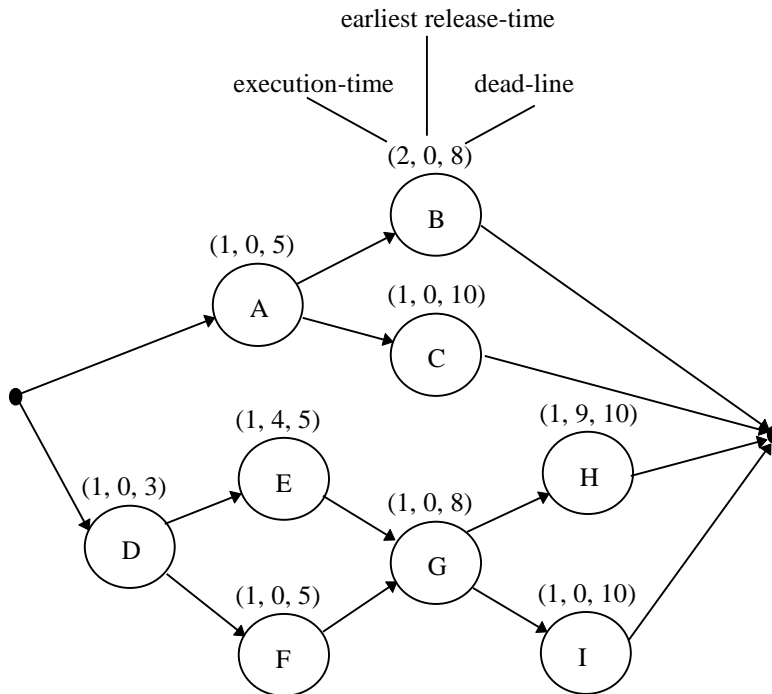 earliest release-time
execution-time dead-line
(2, 0, 8)
B
(1, 0, 5)
A
(1, 0, 10)
C
(1, 4, 5)
E
(1, 9, 10)
H
(1, 0, 3)
D
(1, 0, 8)
G
(1, 0, 5)
F
(1, 0, 10)
I